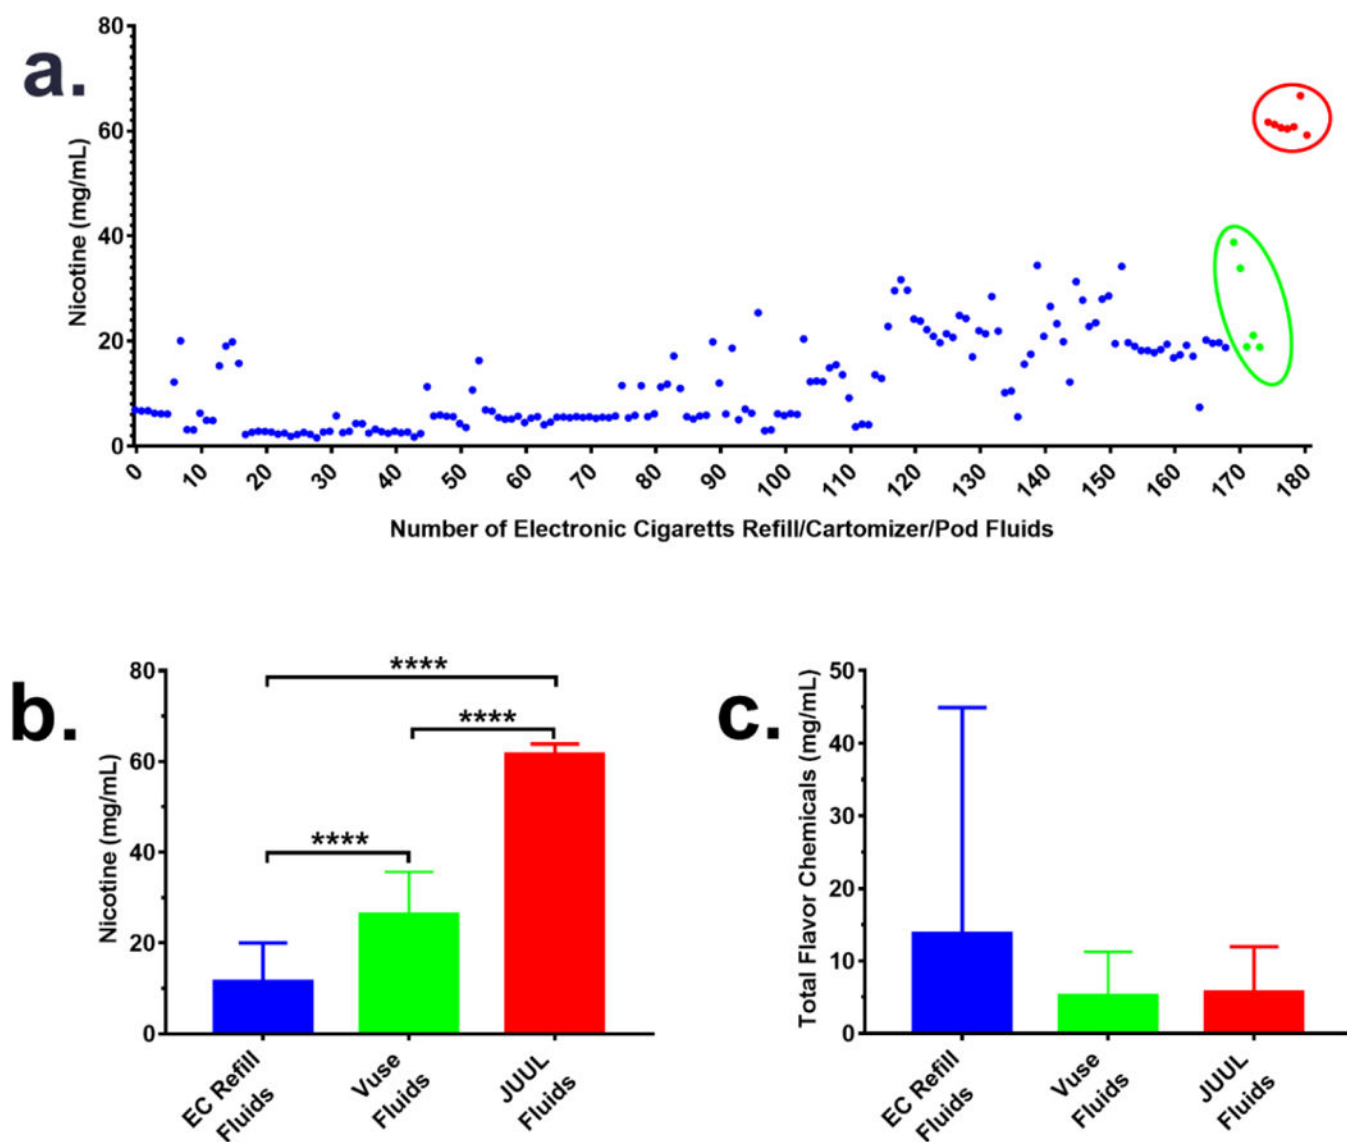 a.
80
60
40
20
0
Nicotine (mg/mL)
0 10 20 30 40 50 60 70 80 90 100 110 120 130 140 150 160 170 180
Number of Electronic Cigaretts Refill/Cartomizer/Pod Fluids
b.
80
60
40
20
0
Nicotine (mg/mL)
****
****
****
EC Refill
Fluids
Vuse
Fluids
JUUL
Fluids
c.
50
40
30
20
10
0
Total Flavor Chemicals (mg/mL)
EC Refill
Fluids
Vuse
Fluids
JUUL
Fluids